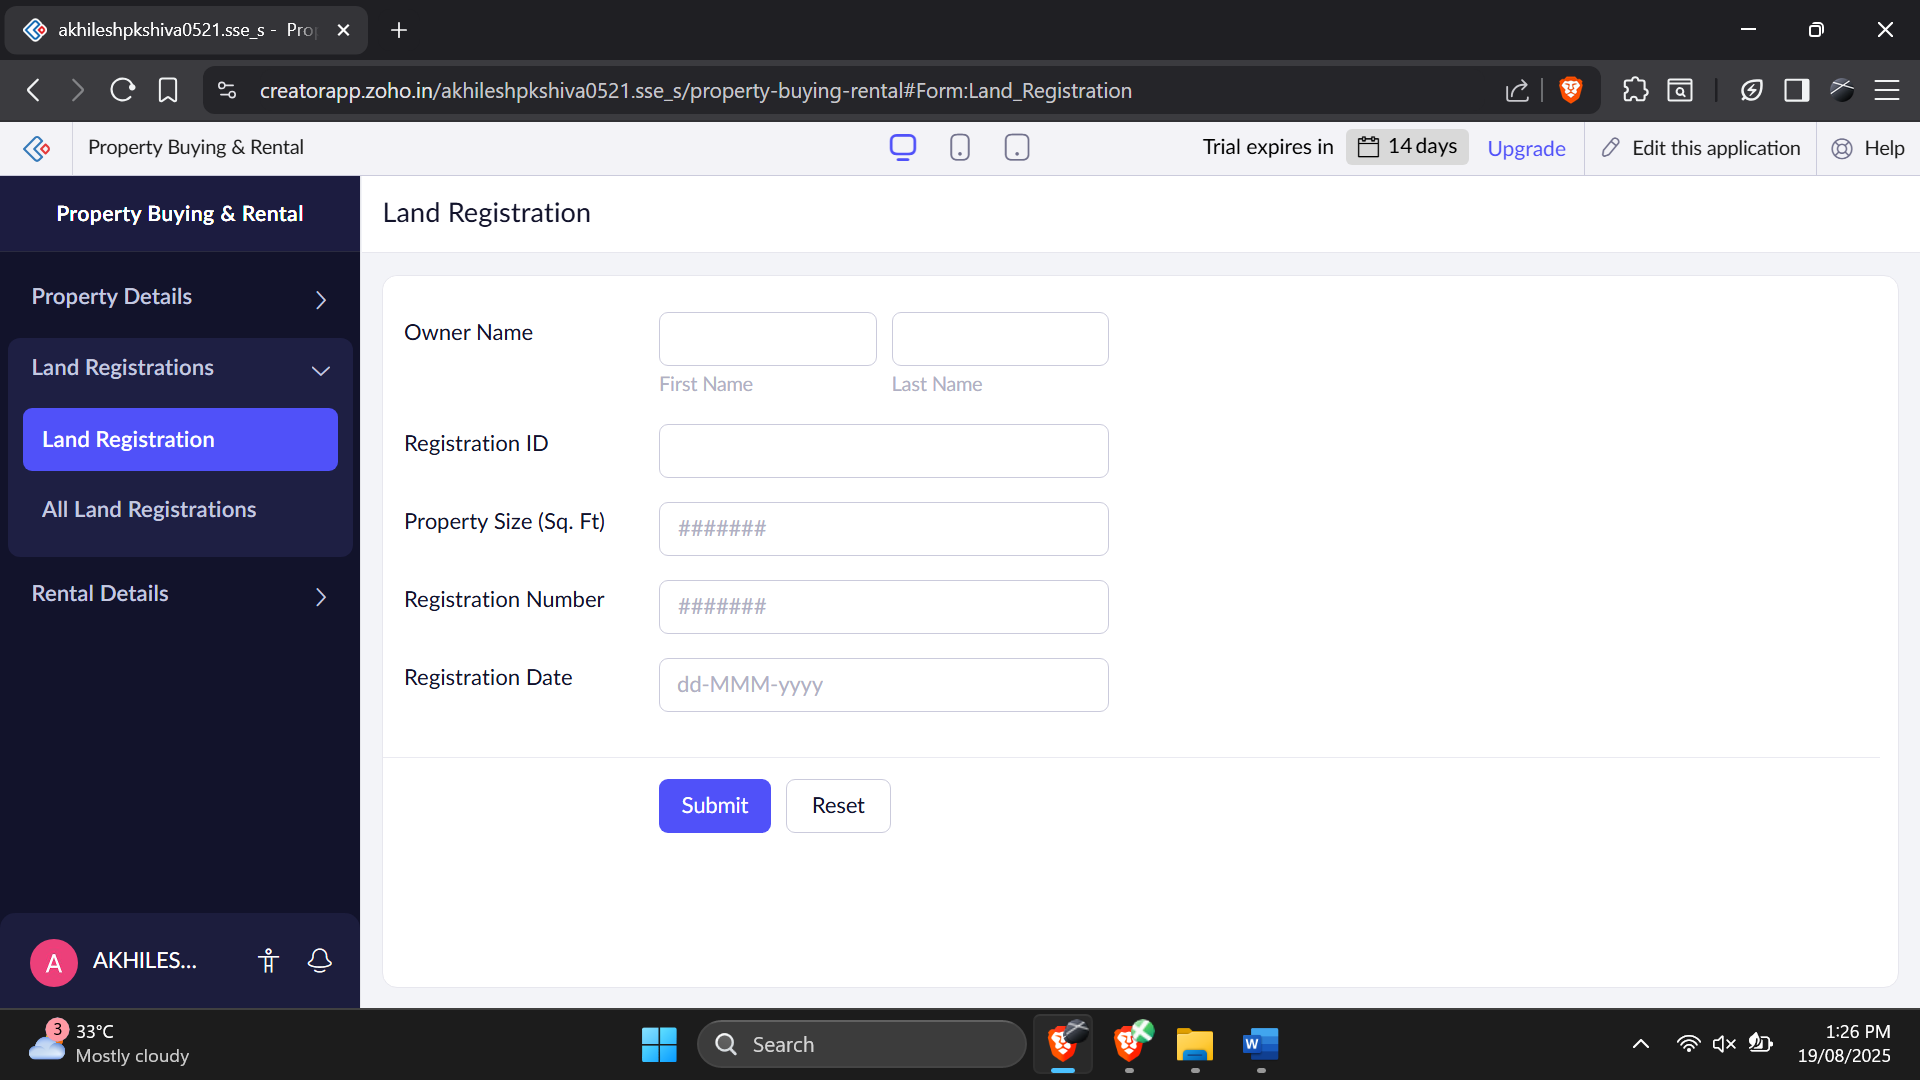 akhileshpkshiva0521.sse_s - Pro
creatorapp.zoho.in/akhileshpkshiva0521.sse_s/property-buying-rental#Form:Land_Registration
Property Buying & Rental
Trial expires in 14 days Upgrade Edit this application Help
Property Buying & Rental
Land Registration
Property Details
Land Registrations
Land Registration
All Land Registrations
Rental Details
Owner Name
First Name Last Name
Registration ID
Property Size (Sq. Ft) #######
Registration Number #######
Registration Date dd-MMM-yyyy
Submit Reset
A AKHILES...
3 33°C
Mostly cloudy
Search
W
1:26 PM
19/08/2025